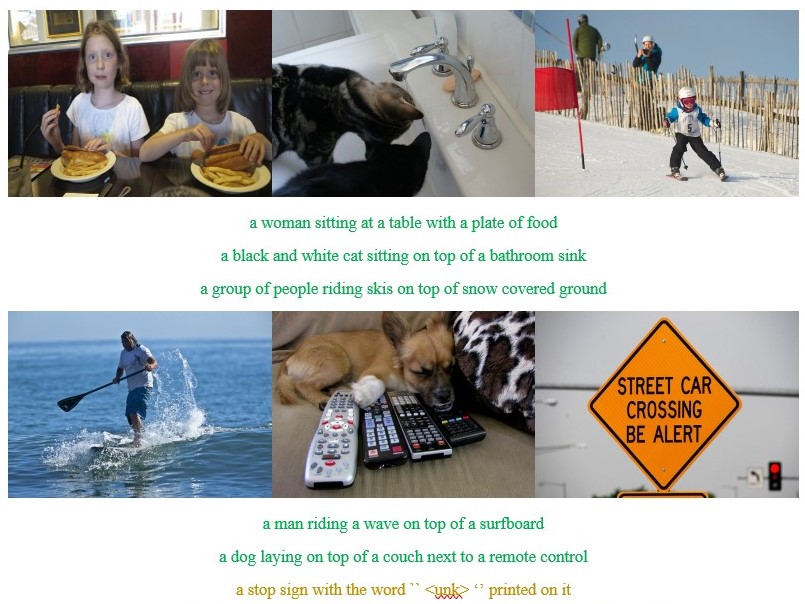 5
a woman sitting at a table with a plate of food
a black and white cat sitting on top of a bathroom sink
a group of people riding skis on top of snow covered ground
STREET CAR
CROSSING
BE ALERT
a man riding a wave on top of a surfboard
a dog laying on top of a couch next to a remote control
a stop sign with the word `` <unk> ‘’ printed on it